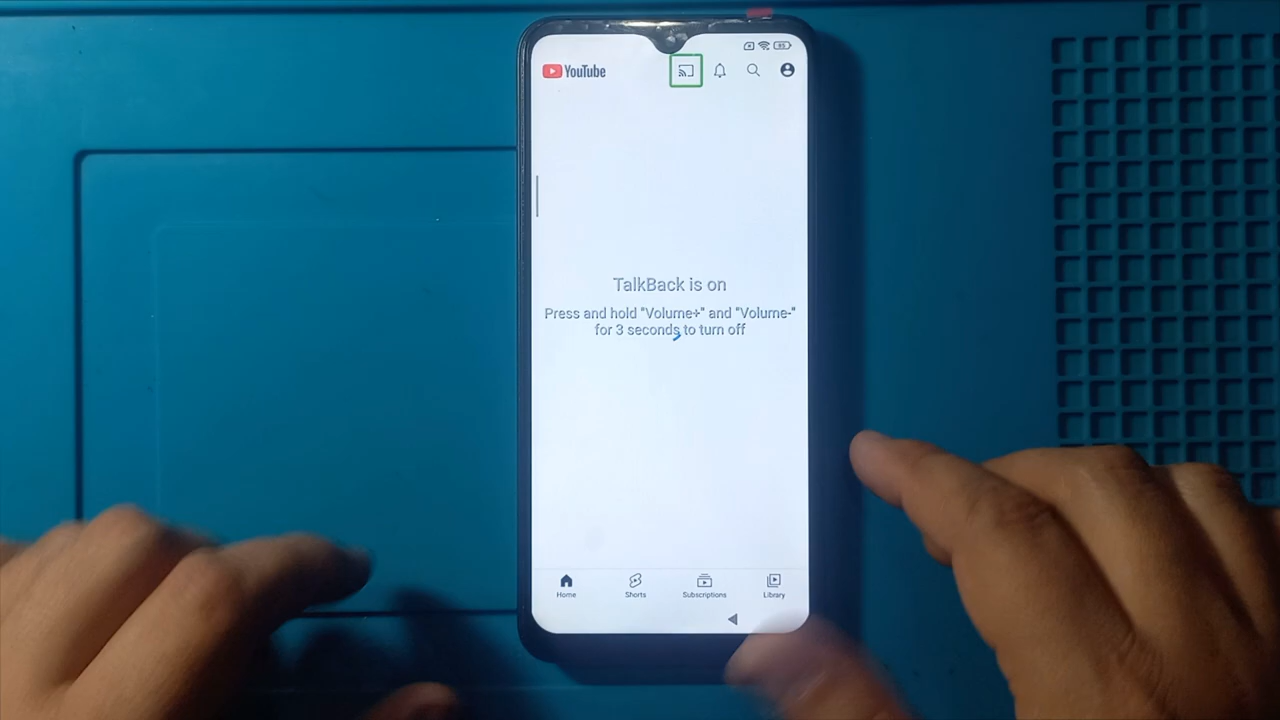 85
YouTube
TalkBack is on
Press and hold "Volume+" and "Volume-"
for 3 seconds to turn off
Home
Shorts
Subscriptions
Library